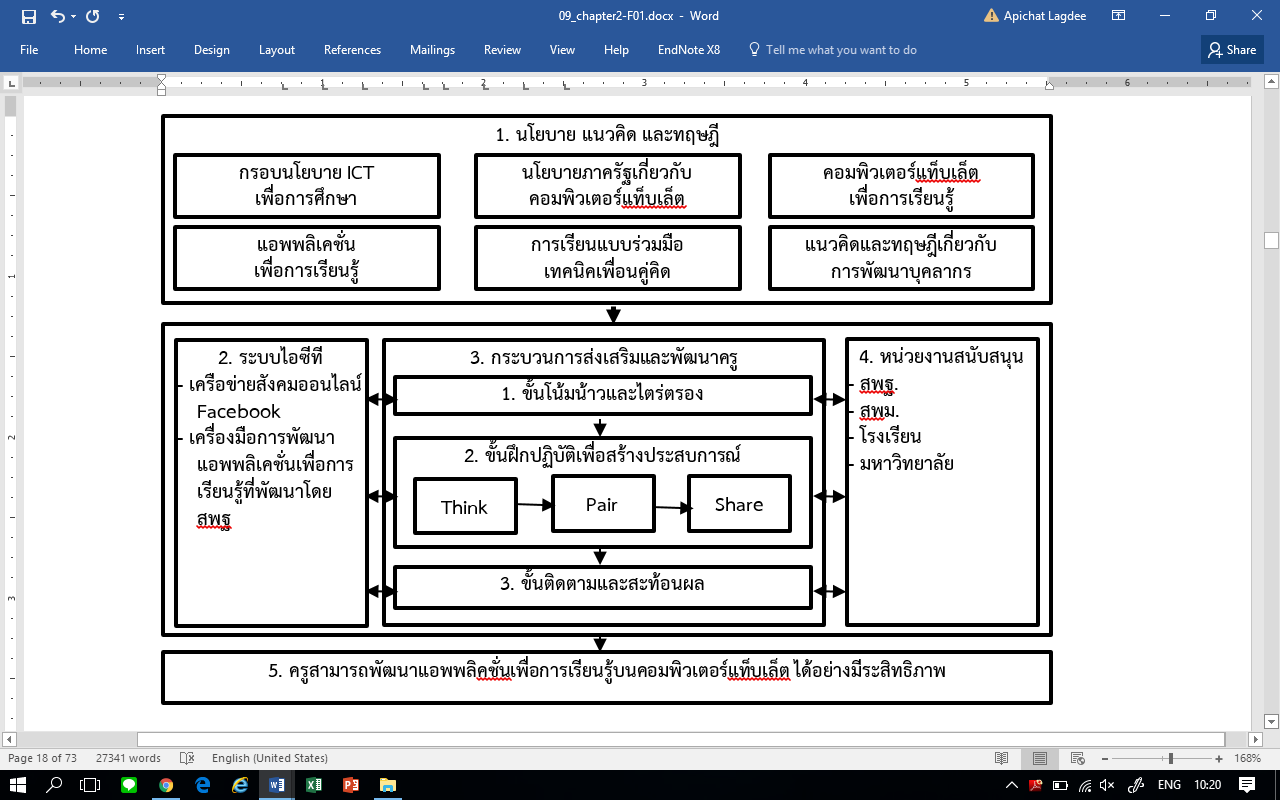 09_chapter2-F01.docx - Word
Apichat Lagdee
File Home Insert Design Layout References Mailings Review View Help EndNote X8 Tell me what you want to do Share
1 2 3 4 5 6
1. นโยบาย แนวคิด และทฤษฎี
กรอบนโยบาย ICT
เพื่อการศึกษา
นโยบายภาครัฐเกี่ยวกับ
คอมพิวเตอร์แท็บเล็ต
คอมพิวเตอร์แท็บเล็ต
เพื่อการเรียนรู้
แอพพลิเคชั่น
เพื่อการเรียนรู้
การเรียนแบบร่วมมือ
เทคนิคเพื่อนคู่คิด
แนวคิดและทฤษฎีเกี่ยวกับ
การพัฒนาบุคลากร
2. ระบบไอซีที
- เครือข่ายสังคมออนไลน์
Facebook
- เครื่องมือการพัฒนา
แอพพลิเคชั่นเพื่อการ
เรียนรู้ที่พัฒนาโดย
สพฐ
3. กระบวนการส่งเสริมและพัฒนาครู
1. ขั้นโน้มน้าวและไตร่ตรอง
2. ขั้นฝึกปฏิบัติเพื่อสร้างประสบการณ์
Think
Pair
Share
3. ขั้นติดตามและสะท้อนผล
4. หน่วยงานสนับสนุน
- สพฐ.
- สพม.
- โรงเรียน
- มหาวิทยาลัย
5. ครูสามารถพัฒนาแอพพลิคชั่นเพื่อการเรียนรู้บนคอมพิวเตอร์แท็บเล็ต ได้อย่างมีระสิทธิภาพ
1
2
3
Page 18 of 73 27341 words English (United States) 168%
ENG 10:20